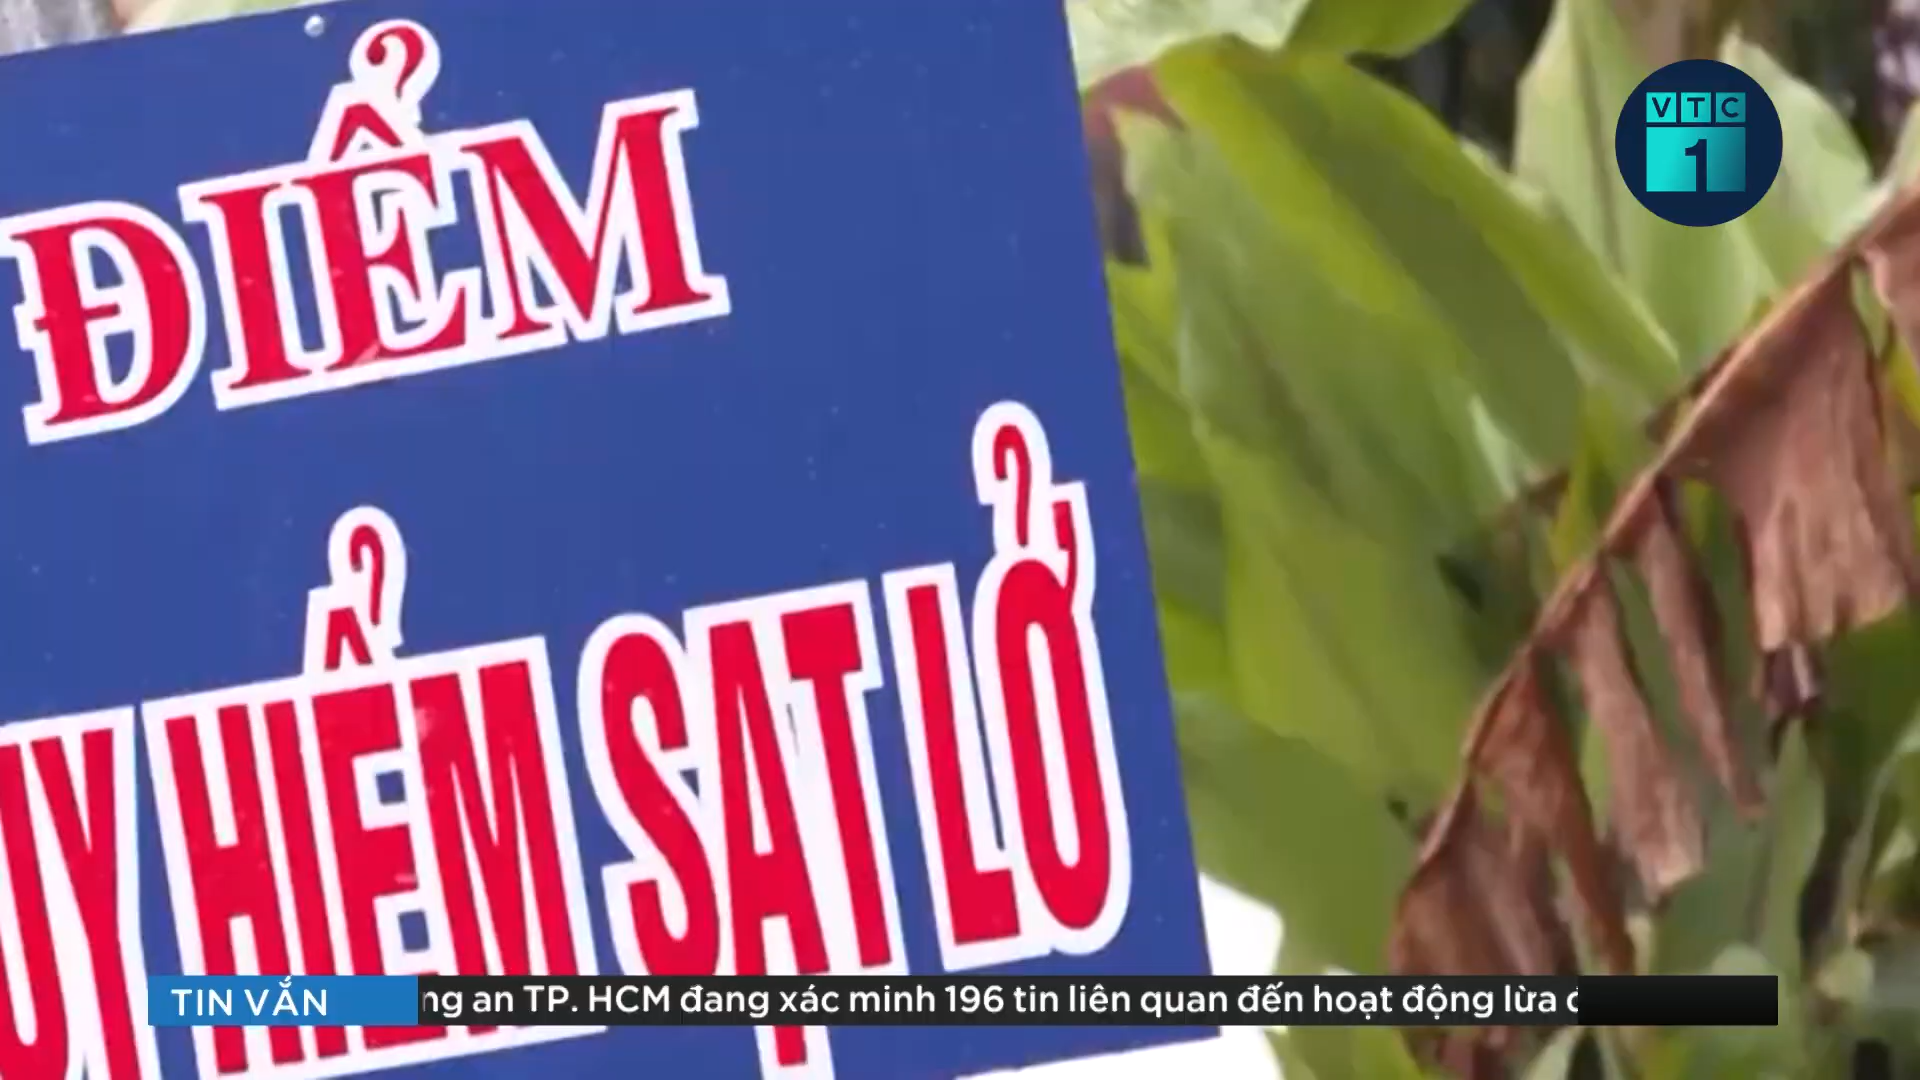 VTC
1
ĐIỂM
UY HIỂM SẠT LỞ
TIN VẮN
ng an TP. HCM đang xác minh 196 tin liên quan đến hoạt động lừa